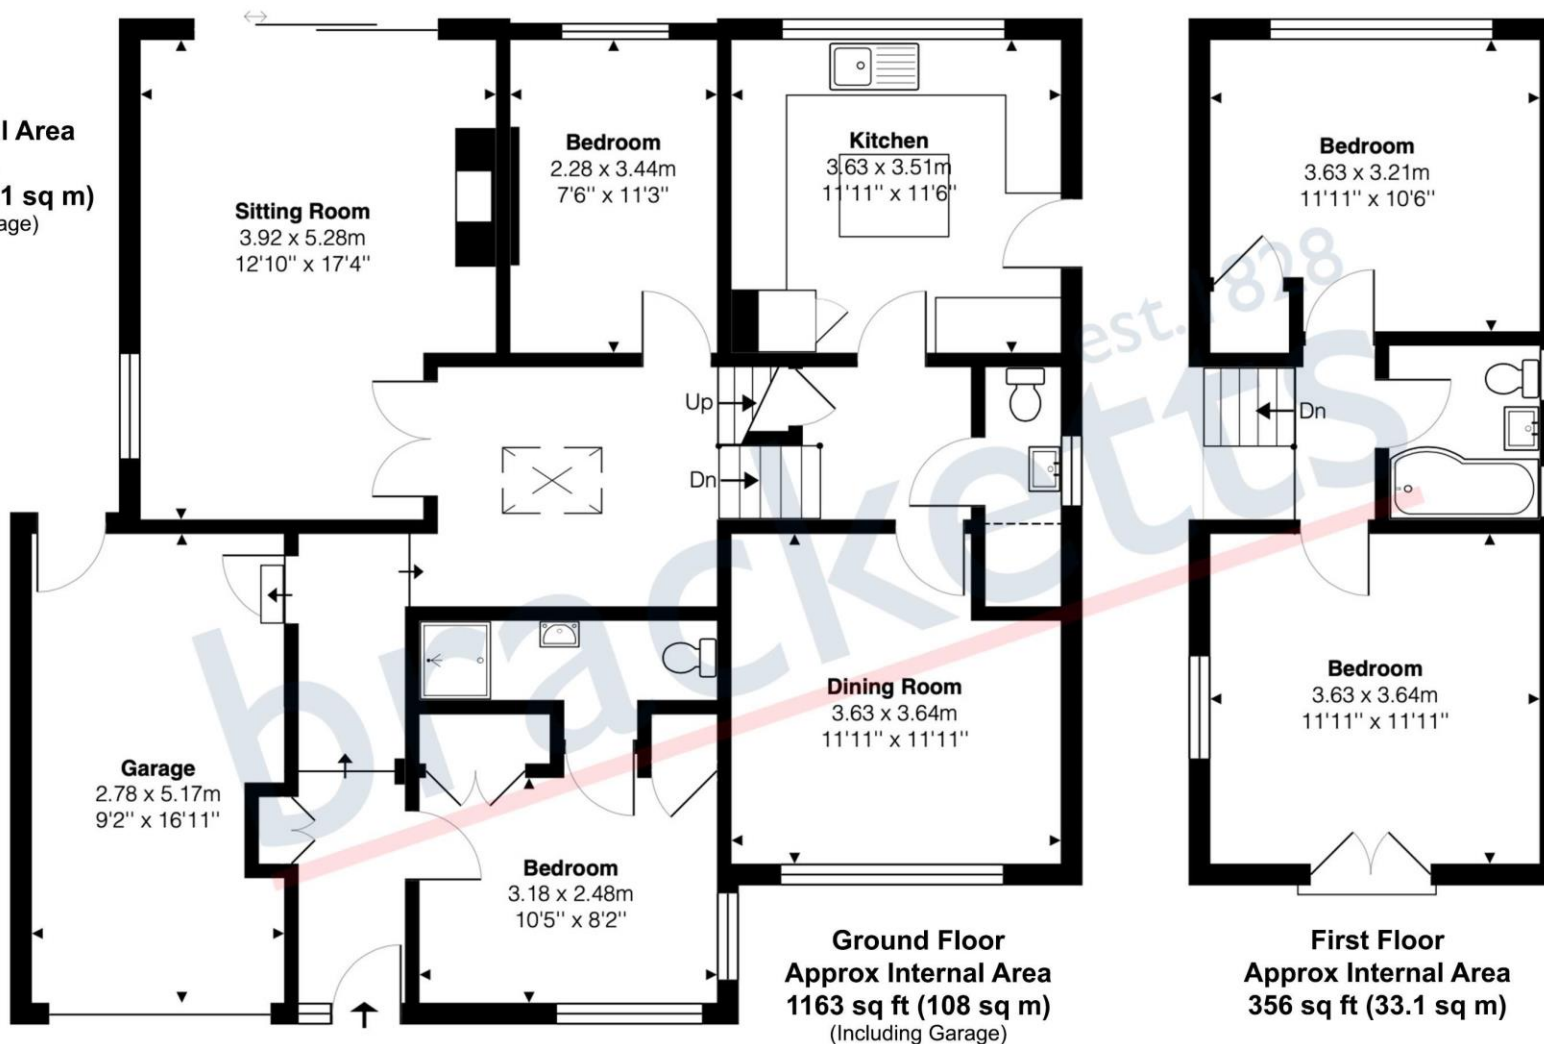 l Area
1 sq m)
age)
Sitting Room
3.92 x 5.28m
12'10" x 17'4"
Bedroom
2.28 x 3.44m
7'6" x 11'3"
Kitchen
3.63 x 3.51m
11'11" x 11'6"
Bedroom
3.63 x 3.21m
11'11" x 10'6"
est.1828
bracketts
Up
Dn
Dn
Garage
2.78 x 5.17m
9'2" x 16'11"
Bedroom
3.18 x 2.48m
10'5" x 8'2"
Dining Room
3.63 x 3.64m
11'11" x 11'11"
Bedroom
3.63 x 3.64m
11'11" x 11'11"
Ground Floor
Approx Internal Area
1163 sq ft (108 sq m)
(Including Garage)
First Floor
Approx Internal Area
356 sq ft (33.1 sq m)